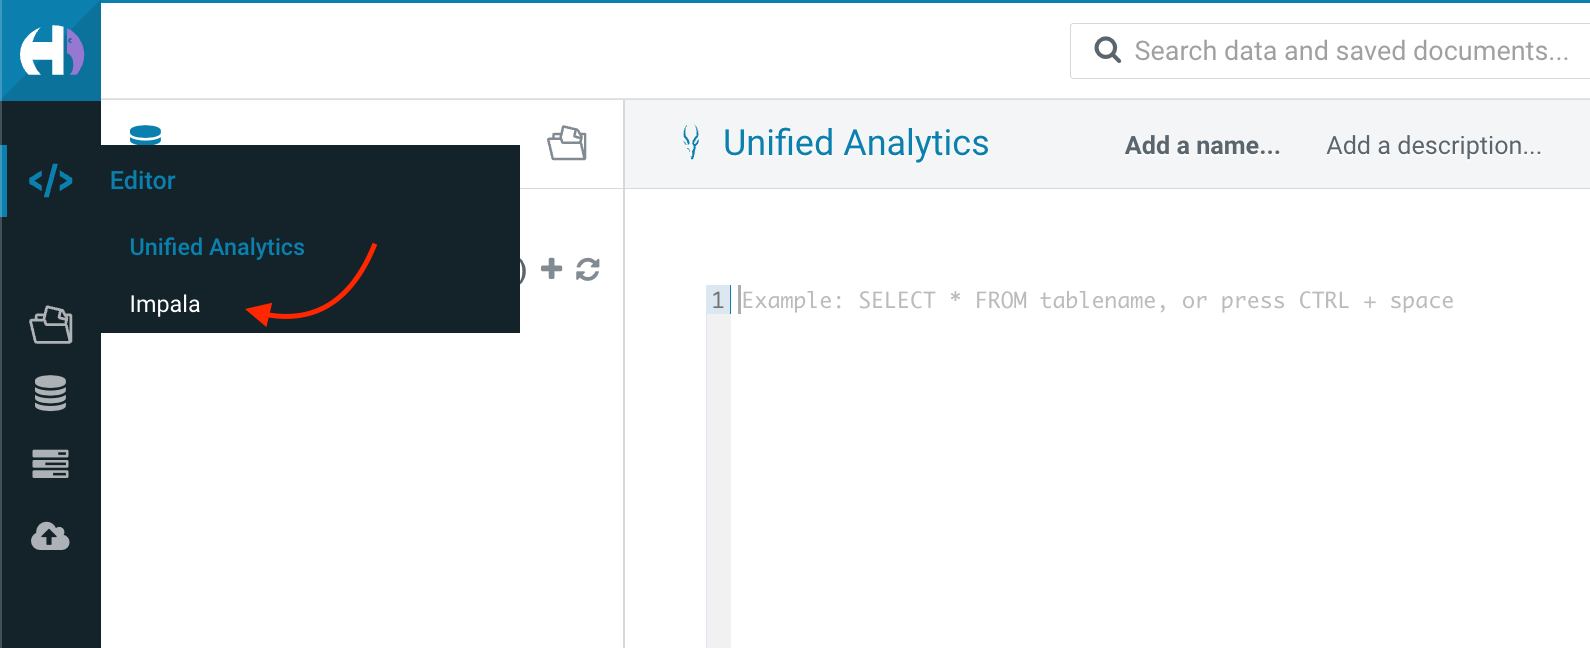 Search data and saved documents...
Unified Analytics
Add a name...
Add a description...
Editor
Unified Analytics
Impala
1
Example: SELECT * FROM tablename, or press CTRL + space